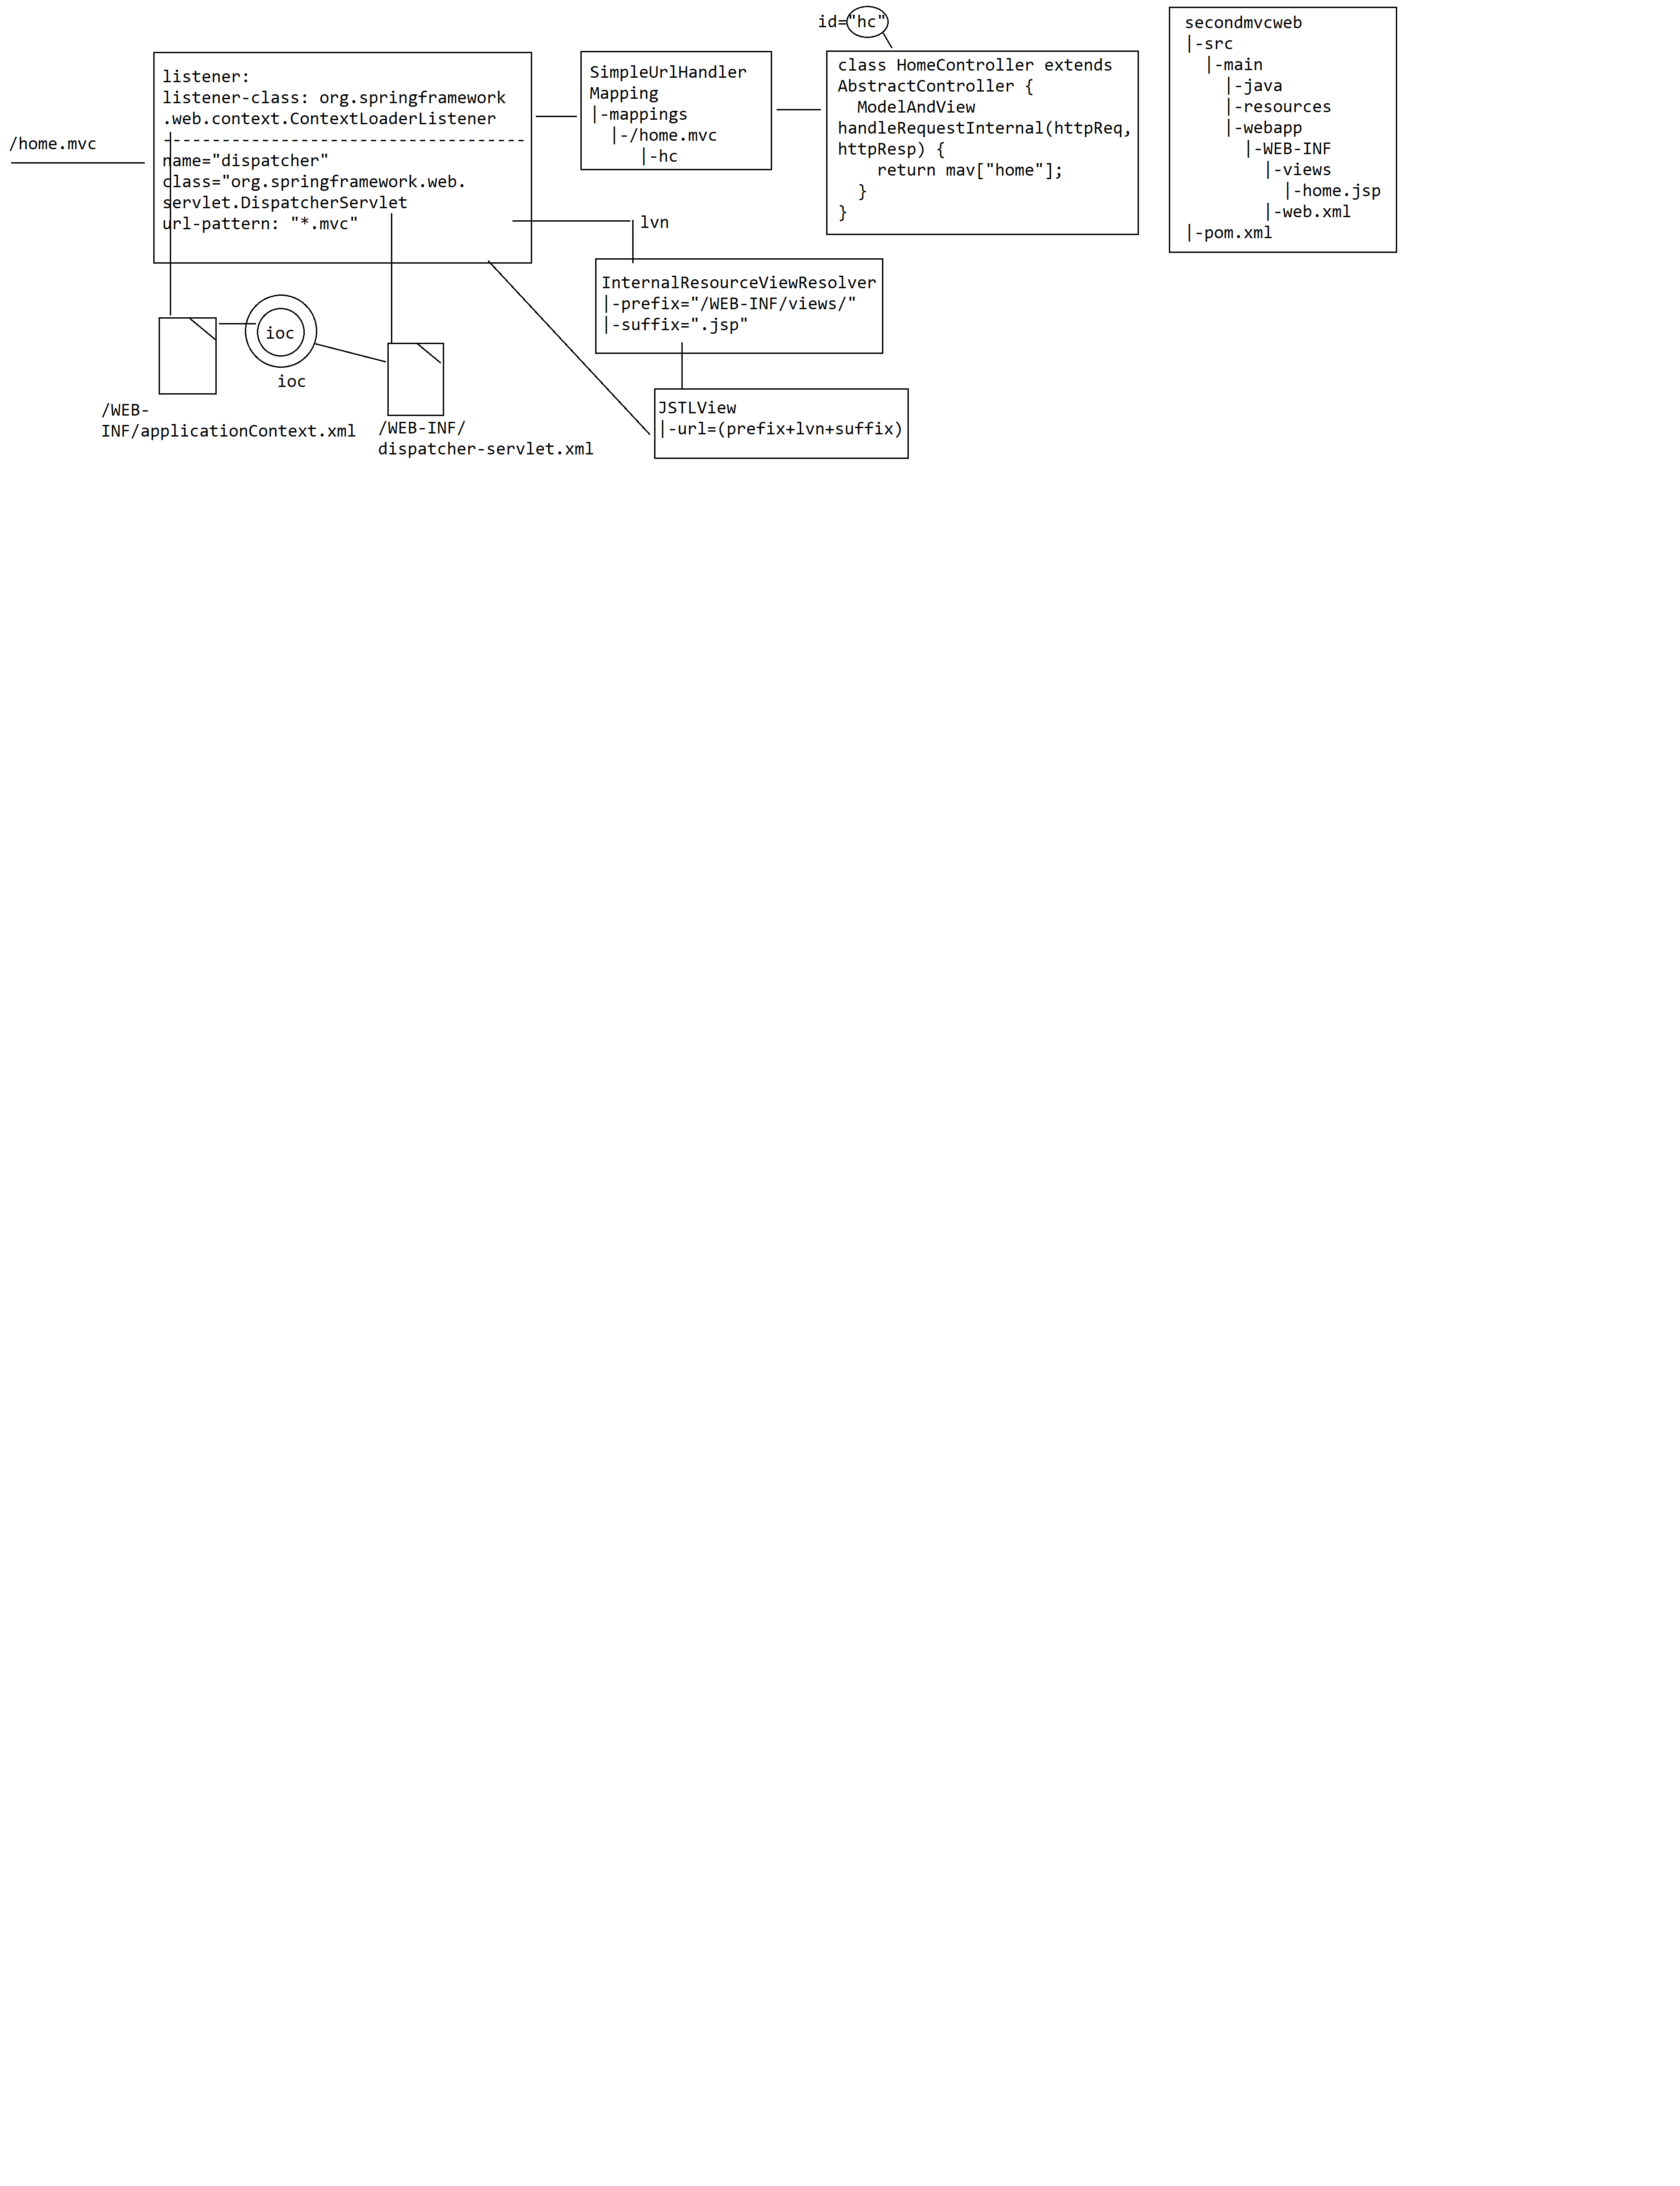 /home.mvc
listener:
listener-class: org.springframework
.web.context.ContextLoaderListener
-------------------------------------
name="dispatcher"
class="org.springframework.web.
servlet.DispatcherServlet
url-pattern: "*.mvc"
SimpleUrlHandler
Mapping
|-mappings
  |-/home.mvc
     |-hc
id="hc"
class HomeController extends
AbstractController {
  ModelAndView
handleRequestInternal(httpReq,
httpResp) {
    return mav["home"];
  }
}
secondmvcweb
|-src
  |-main
    |-java
    |-resources
    |-webapp
      |-WEB-INF
        |-views
          |-home.jsp
        |-web.xml
|-pom.xml
lvn
InternalResourceViewResolver
|-prefix="/WEB-INF/views/"
|-suffix=".jsp"
JSTLView
|-url=(prefix+lvn+suffix)
ioc
ioc
/WEB-
INF/applicationContext.xml
/WEB-INF/
dispatcher-servlet.xml